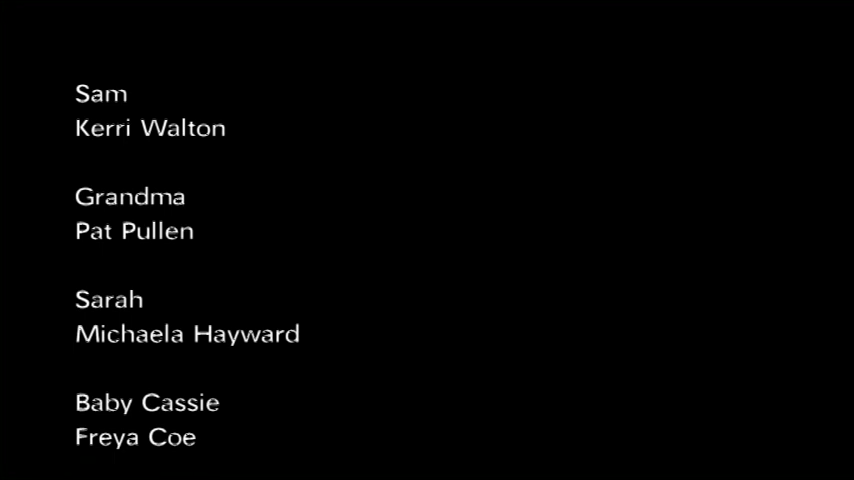 Sam
Kerri Walton
Grandma
Pat Pullen
Sarah
Michaela Hayward
Baby Cassie
Freya Coe